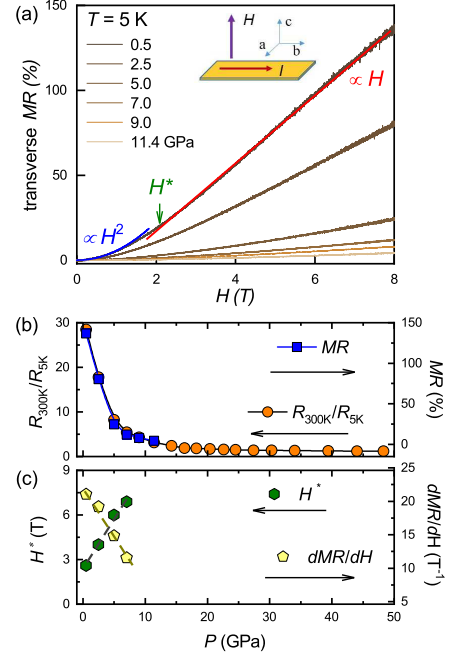 (a)
T = 5 K
0.5
2.5
5.0
7.0
9.0
11.4 GPa
H
c
a
b
I
∝ H
H*
∝H²
transverse MR (%)
150
100
50
0
0
2
4
6
8
H (T)
(b)
R300K/R5K
30
20
10
0
MR
R300K/R5K
150
100
50
0
MR (%)
(c)
H* (T)
9
6
3
0
H*
dMR/dH
25
20
15
10
dMR/dH (T⁻¹)
0
10
20
30
40
50
P (GPa)